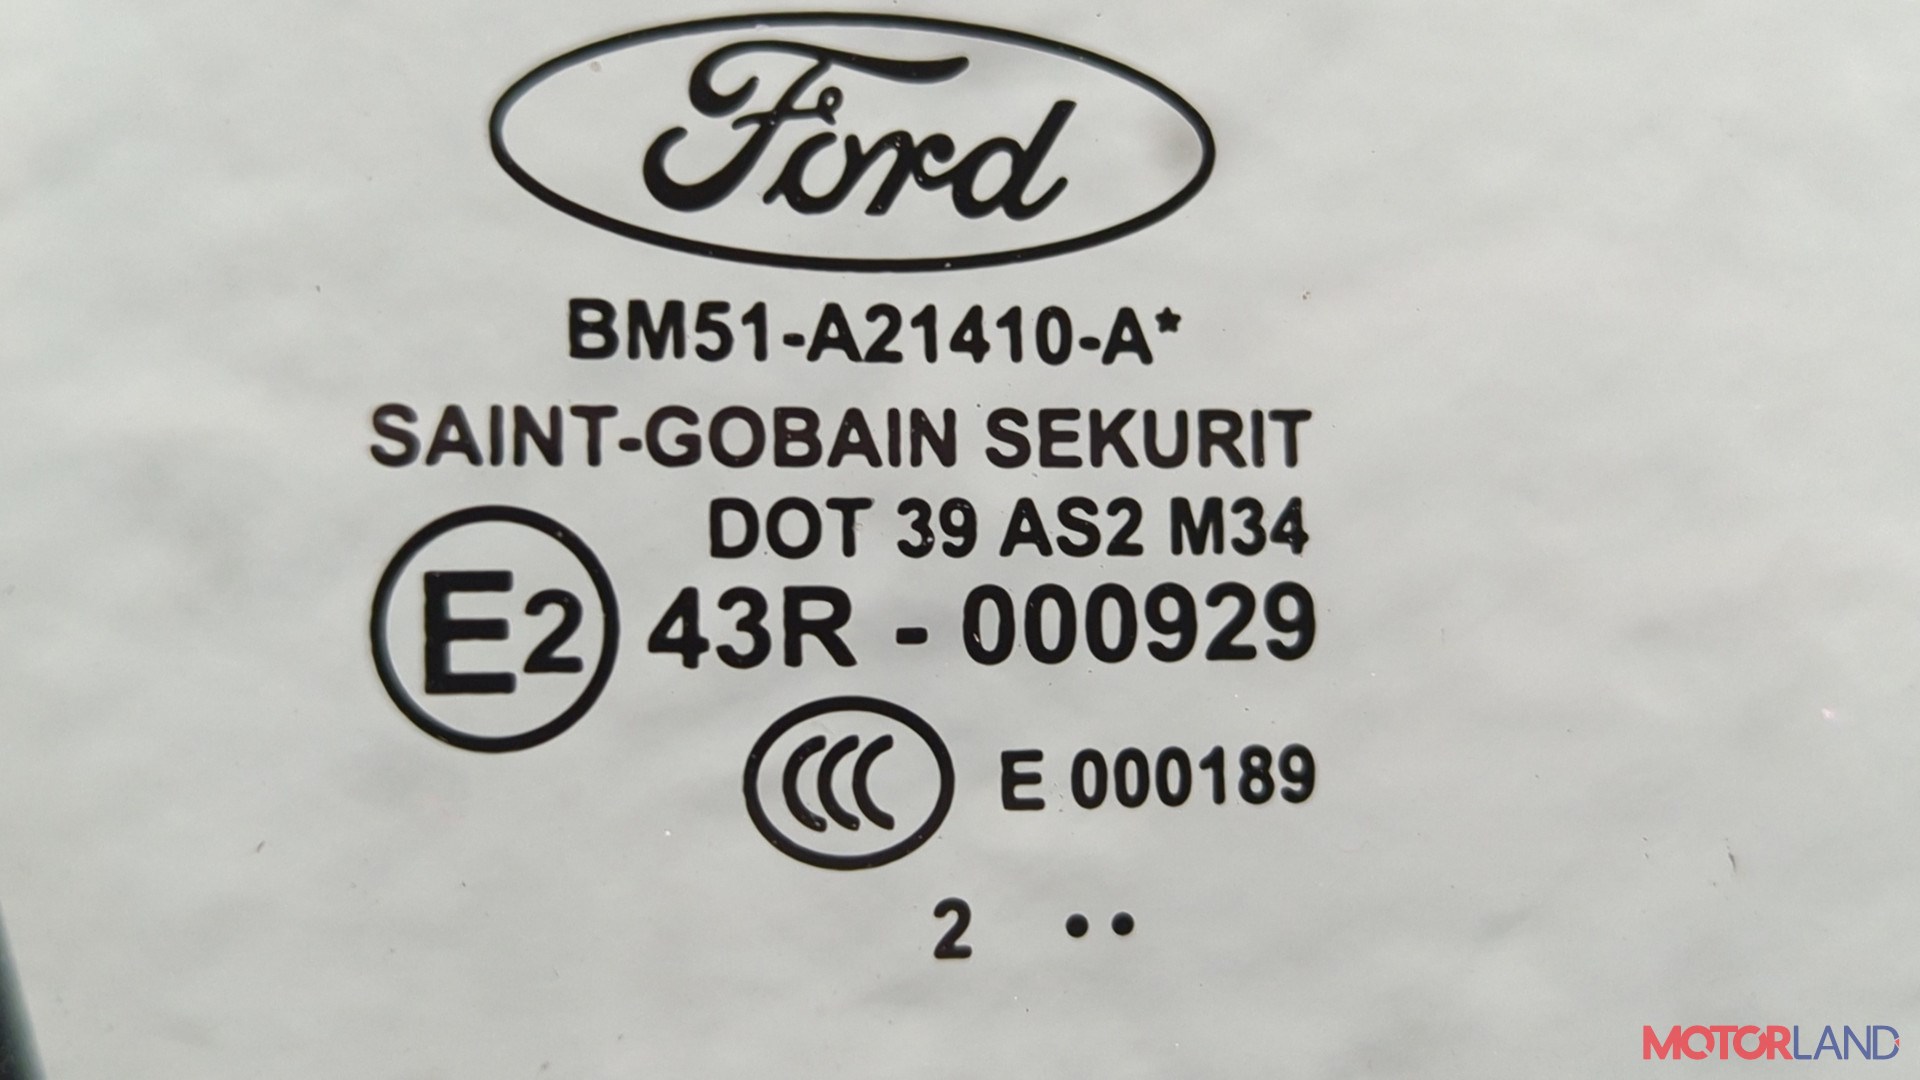 Ford
BM51-A21410-A*
SAINT-GOBAIN SEKURIT
DOT 39 AS2 M34
E2 43R - 000929
CCC E 000189
2 ••
MOTORLAND